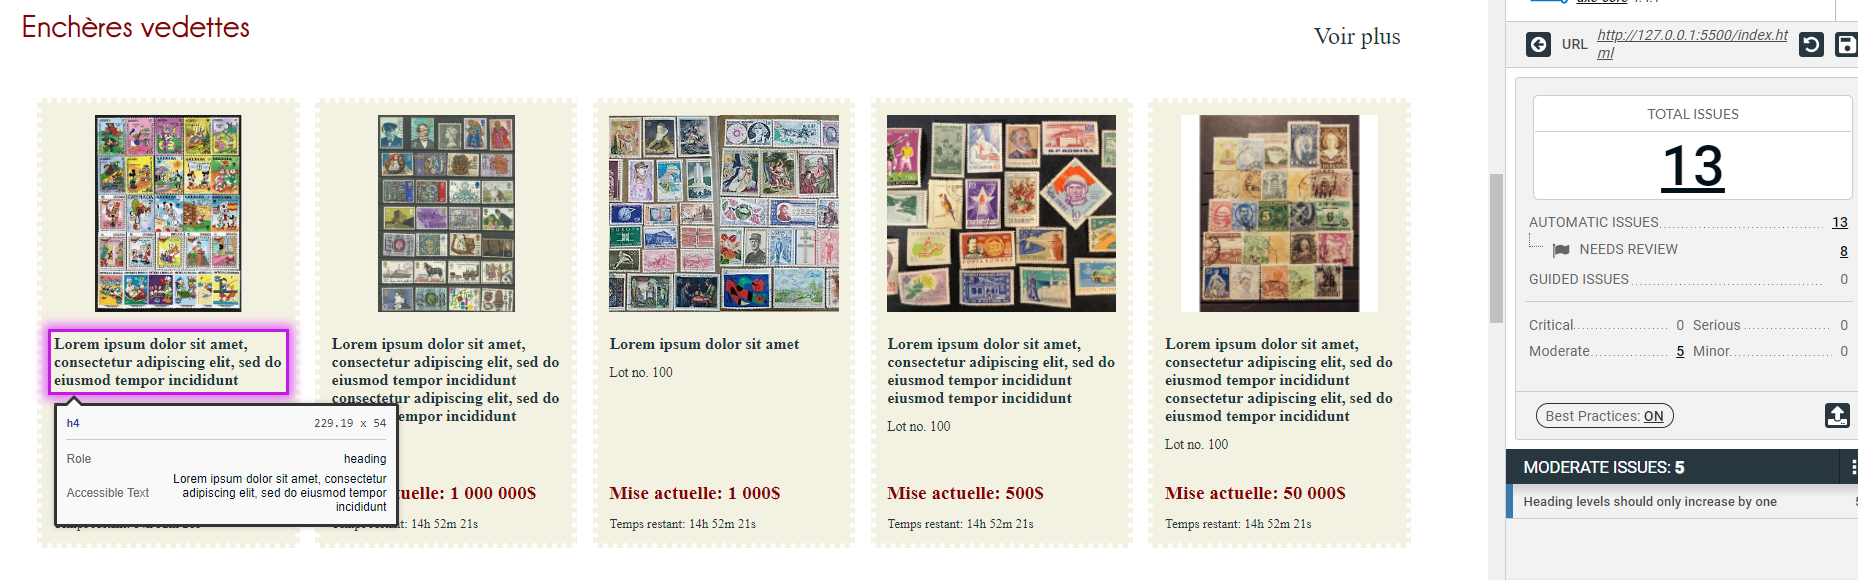 Enchères vedettes
Voir plus
Lorem ipsum dolor sit amet,
consectetur adipiscing elit, sed do
eiusmod tempor incididunt
h4
229.19 x 54
Role
heading
Accessible Text
Lorem ipsum dolor sit amet, consectetur
adipiscing elit, sed do eiusmod tempor
incididunt
Lorem ipsum dolor sit amet,
consectetur adipiscing elit, sed do
eiusmod tempor incididunt
consectetur adipiscing elit, sed do
empor incididunt
uelle: 1 000 000$
t: 14h 52m 21s
Lorem ipsum dolor sit amet
Lot no. 100
Mise actuelle: 1 000$
Temps restant: 14h 52m 21s
Lorem ipsum dolor sit amet,
consectetur adipiscing elit, sed do
eiusmod tempor incididunt
consectetur adipiscing elit, sed do
eiusmod tempor incididunt
Lot no. 100
Mise actuelle: 500$
Temps restant: 14h 52m 21s
Lorem ipsum dolor sit amet,
consectetur adipiscing elit, sed do
eiusmod tempor incididunt
consectetur adipiscing elit, sed do
eiusmod tempor incididunt
Lot no. 100
Mise actuelle: 50 000$
Temps restant: 14h 52m 21s
URL
http://127.0.0.1:5500/index.ht
ml
TOTAL ISSUES
13
AUTOMATIC ISSUES 13
NEEDS REVIEW 8
GUIDED ISSUES 0
Critical 0 Serious 0
Moderate 5 Minor 0
Best Practices: ON
MODERATE ISSUES: 5
Heading levels should only increase by one